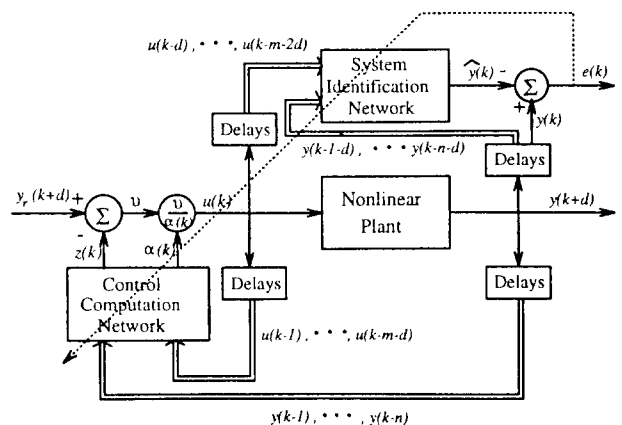 u(k-d) , • • • , u(k-m-2d)
System
Identification
Network
ŷ(k)
-
Σ
e(k)
+
y(k)
Delays
y(k-1-d) , • • • y(k-n-d)
Delays
y_r (k+d)
+
Σ
υ
υ
α(k)
u(k)
Nonlinear
Plant
y(k+d)
-
z(k)
α(k)
Control
Computation
Network
Delays
Delays
u(k-1) , • • • , u(k-m-d)
y(k-1) , • • • , y(k-n)